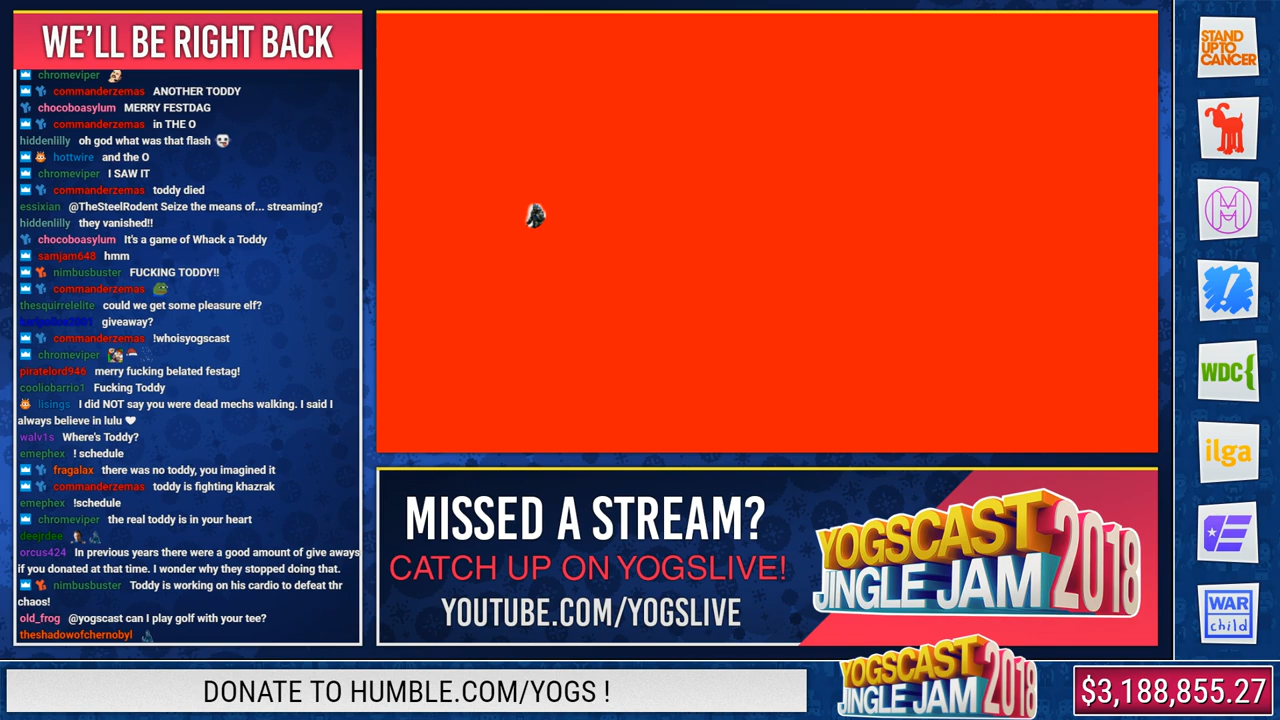 WE'LL BE RIGHT BACK
chromeviper
commanderzemas ANOTHER TODDY
chocoboasylum MERRY FESTDAG
commanderzemas in THE O
hiddenlilly oh god what was that flash
hottwire and the O
chromeviper I SAW IT
commanderzemas toddy died
essixian @TheSteelRodent Seize the means of... streaming?
hiddenlilly they vanished!!
chocoboasylum It's a game of Whack a Toddy
samjam648 hmm
nimbusbuster FUCKING TODDY!!
commanderzemas
thesquirrelelite could we get some pleasure elf?
giveaway?
commanderzemas !whoisyogscast
chromeviper
piratelord946 merry fucking belated festag!
cooliobarrio1 Fucking Toddy
lisings I did NOT say you were dead mechs walking. I said I
always believe in lulu
walv1s Where's Toddy?
emephex ! schedule
fragalax there was no toddy, you imagined it
commanderzemas toddy is fighting khazrak
emephex !schedule
chromeviper the real toddy is in your heart
deejrdee
orcus424 In previous years there were a good amount of give aways
if you donated at that time. I wonder why they stopped doing that.
nimbusbuster Toddy is working on his cardio to defeat thr
chaos!
old_frog @yogscast can I play golf with your tee?
theshadowofchernobyl
MISSED A STREAM?
CATCH UP ON YOGSLIVE!
YOUTUBE.COM/YOGSLIVE
YOGSCAST
JINGLE JAM 2018
DONATE TO HUMBLE.COM/YOGS !
YOGSCAST
JINGLE JAM 2018
$3,188,855.27
STAND
UP TO
CANCER
WDC
ilga
WAR
child